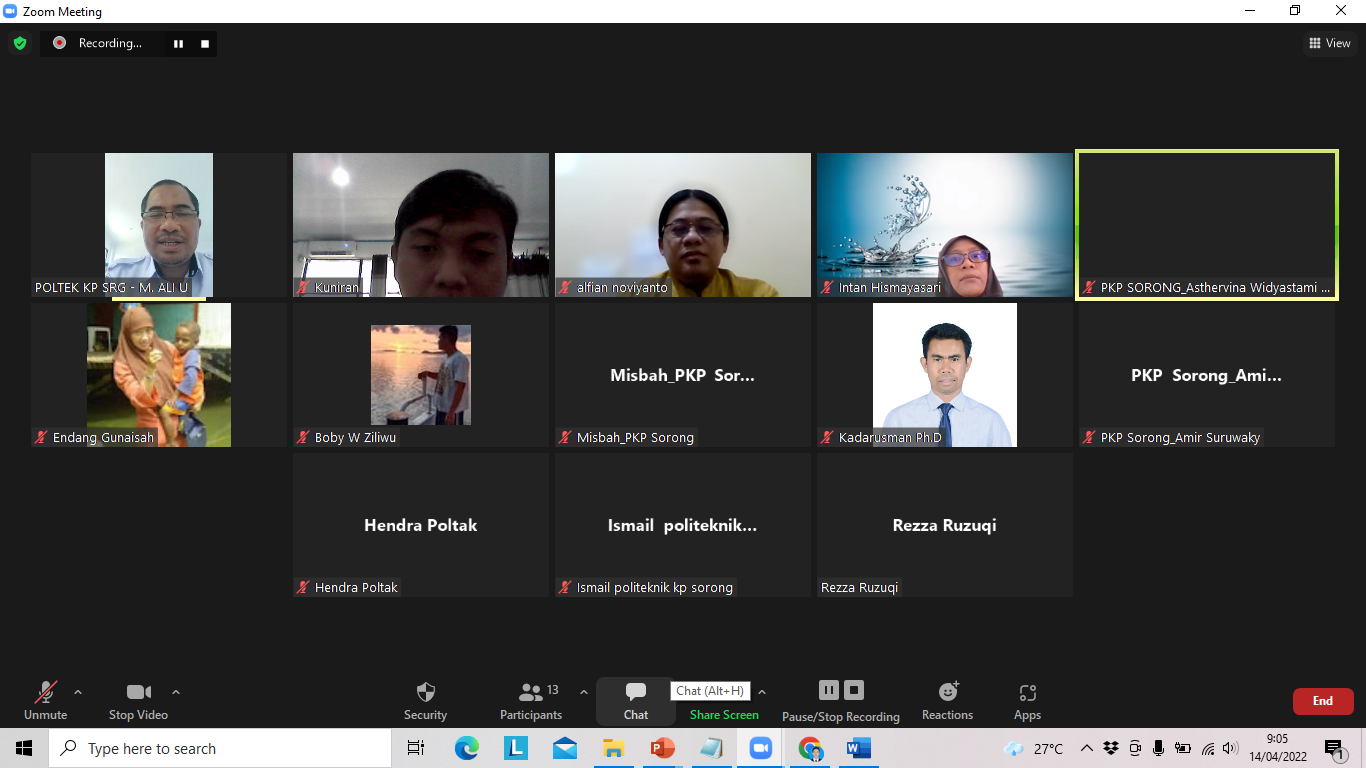 Zoom Meeting
Recording...
View
POLTEK KP SRG - M. ALI U
Kuniran
alfian noviyanto
Intan Hismayasari
PKP SORONG_Asthervina Widyastami ...
Endang Gunaisah
Boby W Ziliwu
Misbah_PKP Sor...
Misbah_PKP Sorong
Kadarusman Ph.D
PKP Sorong_Ami...
PKP Sorong_Amir Suruwaky
Hendra Poltak
Hendra Poltak
Ismail politeknik...
Ismail politeknik kp sorong
Rezza Ruzuqi
Rezza Ruzuqi
Unmute
Stop Video
Security
Participants
13
Chat
Chat (Alt+H)
Share Screen
Pause/Stop Recording
Reactions
Apps
End
Type here to search
L
27°C
9:05
14/04/2022
1